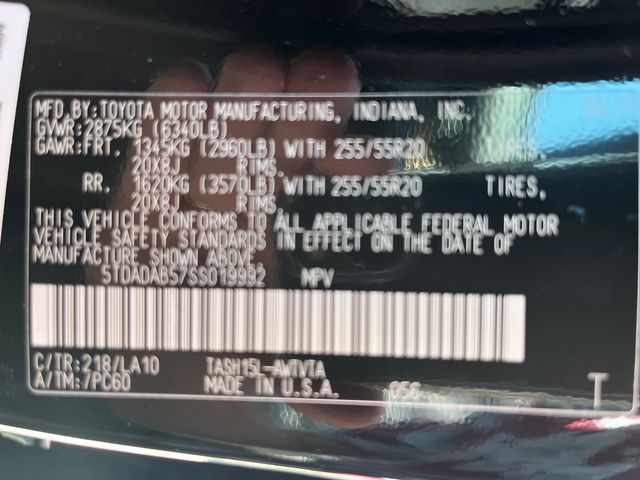 MFD.BY:TOYOTA MOTOR MANUFACTURING, INDIANA, INC.
GVWR:2875KG (6340LB)
GAWR:FRT. 1345KG (2960LB) WITH 255/55R20 TIRES,
20X8J RIMS.
RR. 1620KG (3570LB) WITH 255/55R20 TIRES,
20X8J RIMS.
THIS VEHICLE CONFORMS TO ALL APPLICABLE FEDERAL MOTOR
VEHICLE SAFETY STANDARDS IN EFFECT ON THE DATE OF
MANUFACTURE SHOWN ABOVE.
5TDADAB57SS019992 MPV
C/TR:218/LA10 TASH15L-AWTVTA
A/TM:/PC60 MADE IN U.S.A. 056
T